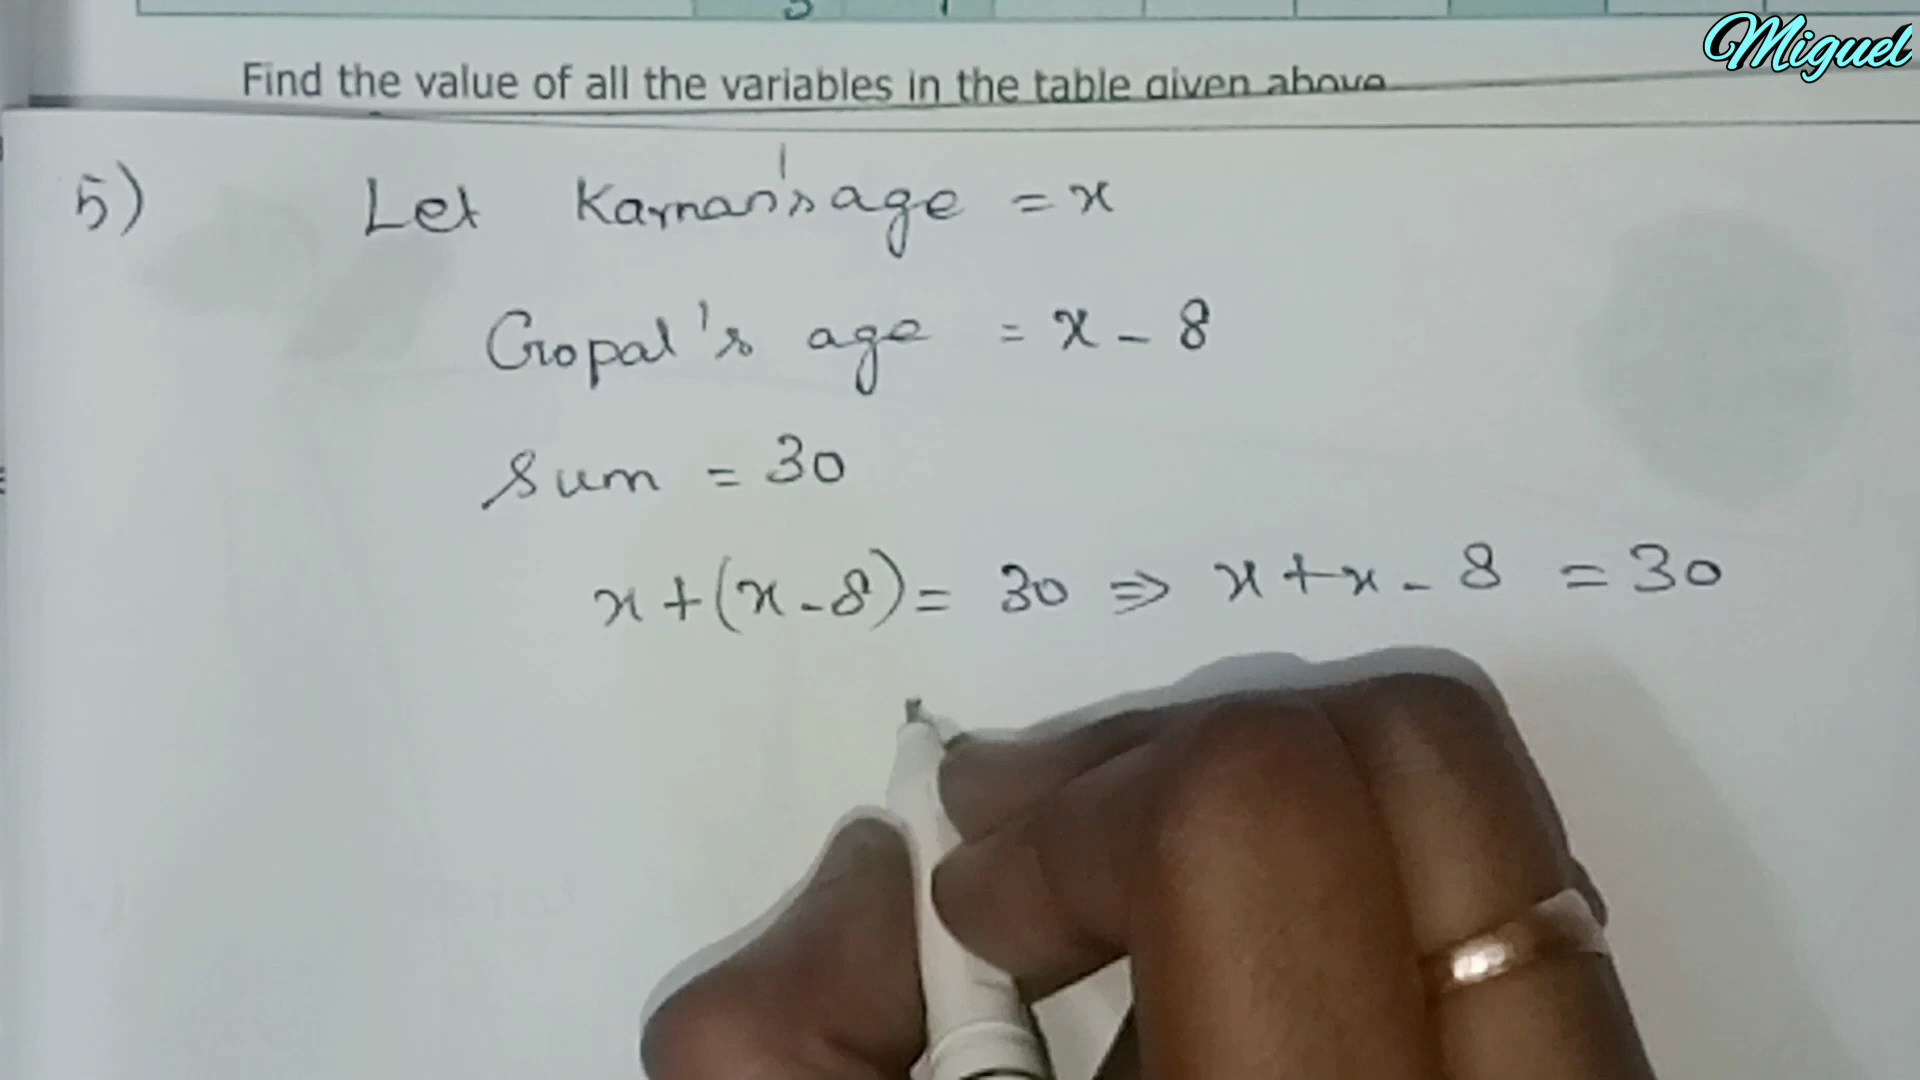 Miguel
Find the value of all the variables in the table given above
5) Let Karnan's age = x
Gopal's age = x - 8
Sum = 30
x + (x - 8) = 30 ⇒ x + x - 8 = 30